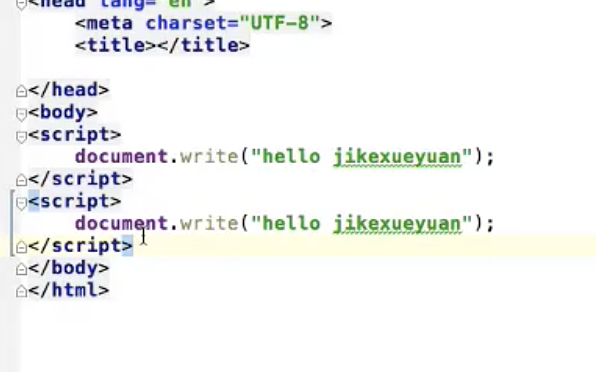 <head lang="en">
<meta charset="UTF-8">
<title></title>
</head>
<body>
<script>
document.write("hello jikexueyuan");
</script>
<script>
document.write("hello jikexueyuan");
</script>
</body>
</html>